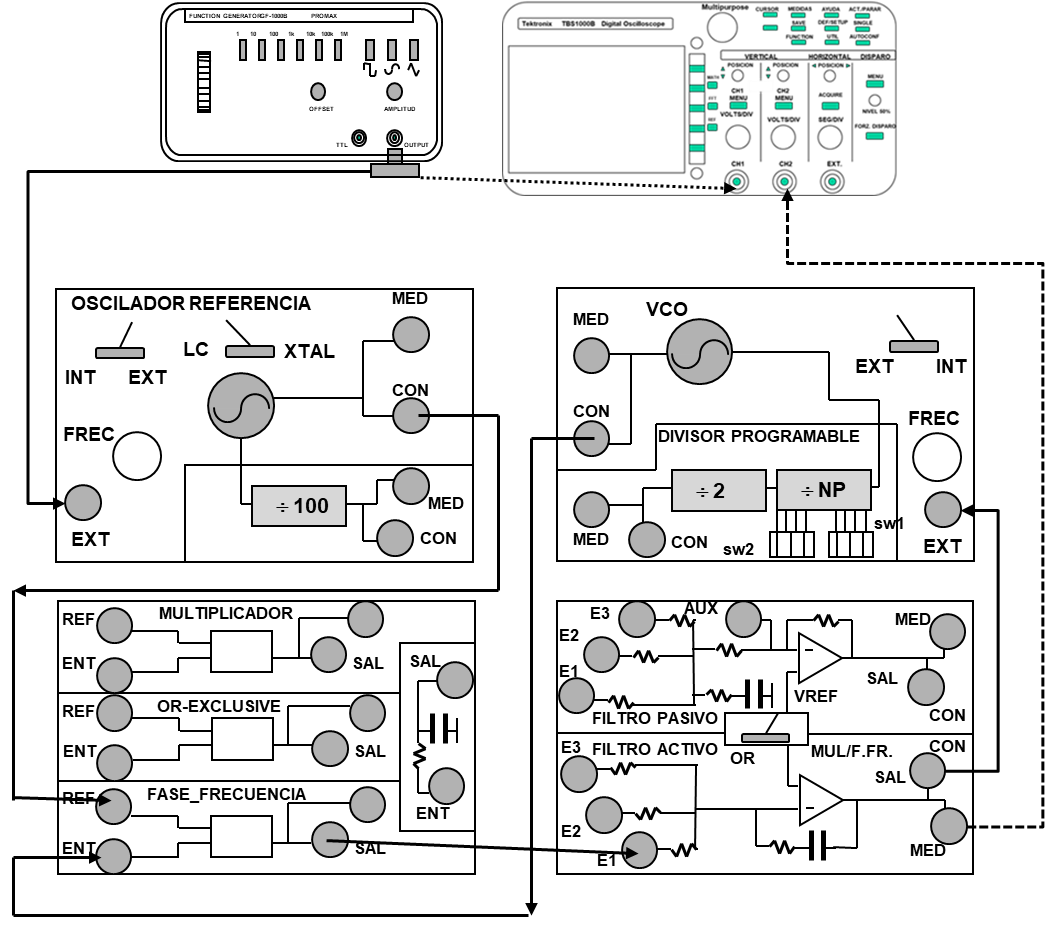 FUNCTION GENERATOR GF-1000B PROMAX
1 10 100 1k 10k 100k 1M
OFFSET
AMPLITUD
TTL
OUTPUT
Tektronix TBS1000B Digital Oscilloscope
Multipurpose
CURSOR MEDIDAS AYUDA ACT./PARAR
SAVE DEF/SETUP SINGLE
FUNCTION UTIL AUTOCONF
VERTICAL HORIZONTAL DISPARO
POSICION POSICION POSICION
MENU
MATH
CH1 MENU
CH2 MENU
ACQUIRE
NIVEL 50%
REF
VOLTS/DIV VOLTS/DIV SEG/DIV
FORZ. DISPARO
CH1 CH2 EXT.
OSCILADOR REFERENCIA
MED
LC XTAL
INT EXT
CON
FREC
÷ 100
MED
CON
EXT
VCO
MED
EXT INT
CON
FREC
DIVISOR PROGRAMABLE
÷ 2
÷ NP
MED
CON
sw2
sw1
EXT
REF
MULTIPLICADOR
ENT
SAL
REF
OR-EXCLUSIVE
ENT
SAL
REF
FASE_FRECUENCIA
ENT
SAL
SAL
ENT
E3
AUX
MED
E2
E1
VREF
SAL
CON
FILTRO PASIVO
E3
FILTRO ACTIVO
OR
MUL/F.FR.
CON
SAL
E2
E1
MED